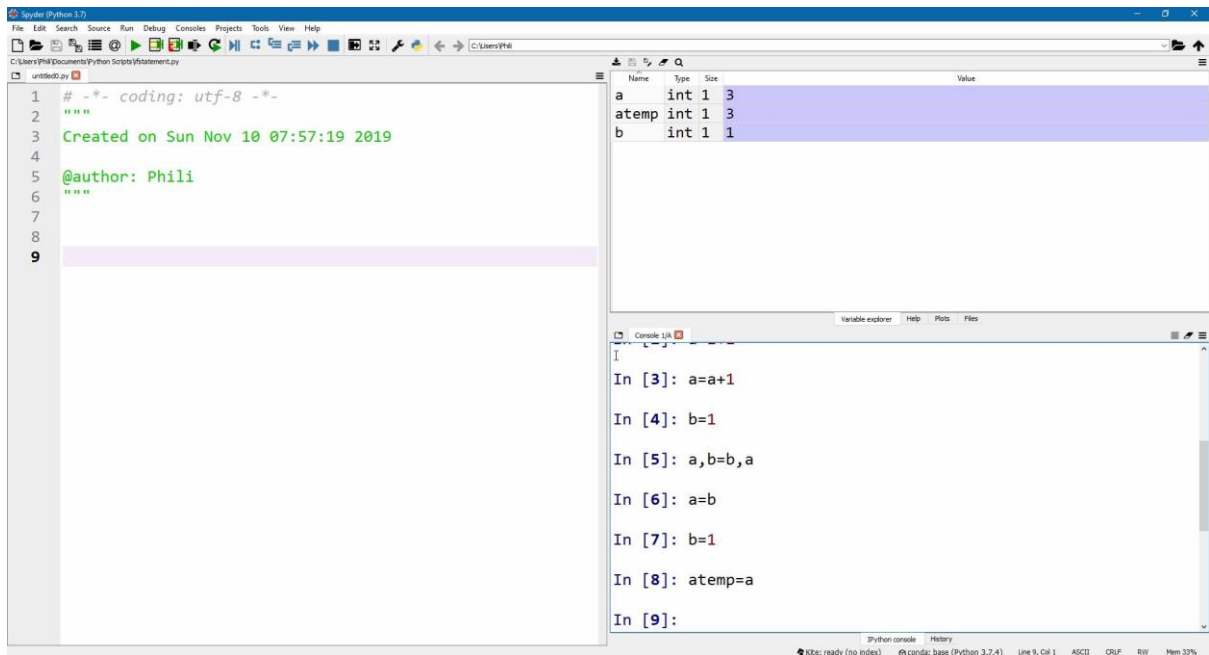 Spyder (Python 3.7)
File Edit Search Source Run Debug Consoles Projects Tools View Help
C:\Users\Phili
C:\Users\Phili\Documents\Python Scripts\ifstatement.py
untitled0.py
1 # -*- coding: utf-8 -*-
2 """
3 Created on Sun Nov 10 07:57:19 2019
4
5 @author: Phili
6 """
7
8
9
Name Type Size Value
a int 1 3
atemp int 1 3
b int 1 1
Variable explorer Help Plots Files
Console 1/A
In [3]: a=a+1
In [4]: b=1
In [5]: a,b=b,a
In [6]: a=b
In [7]: b=1
In [8]: atemp=a
In [9]:
IPython console History
Kite: ready (no index) conda: base (Python 3.7.4) Line 9, Col 1 ASCII CRLF RW Mem 33%